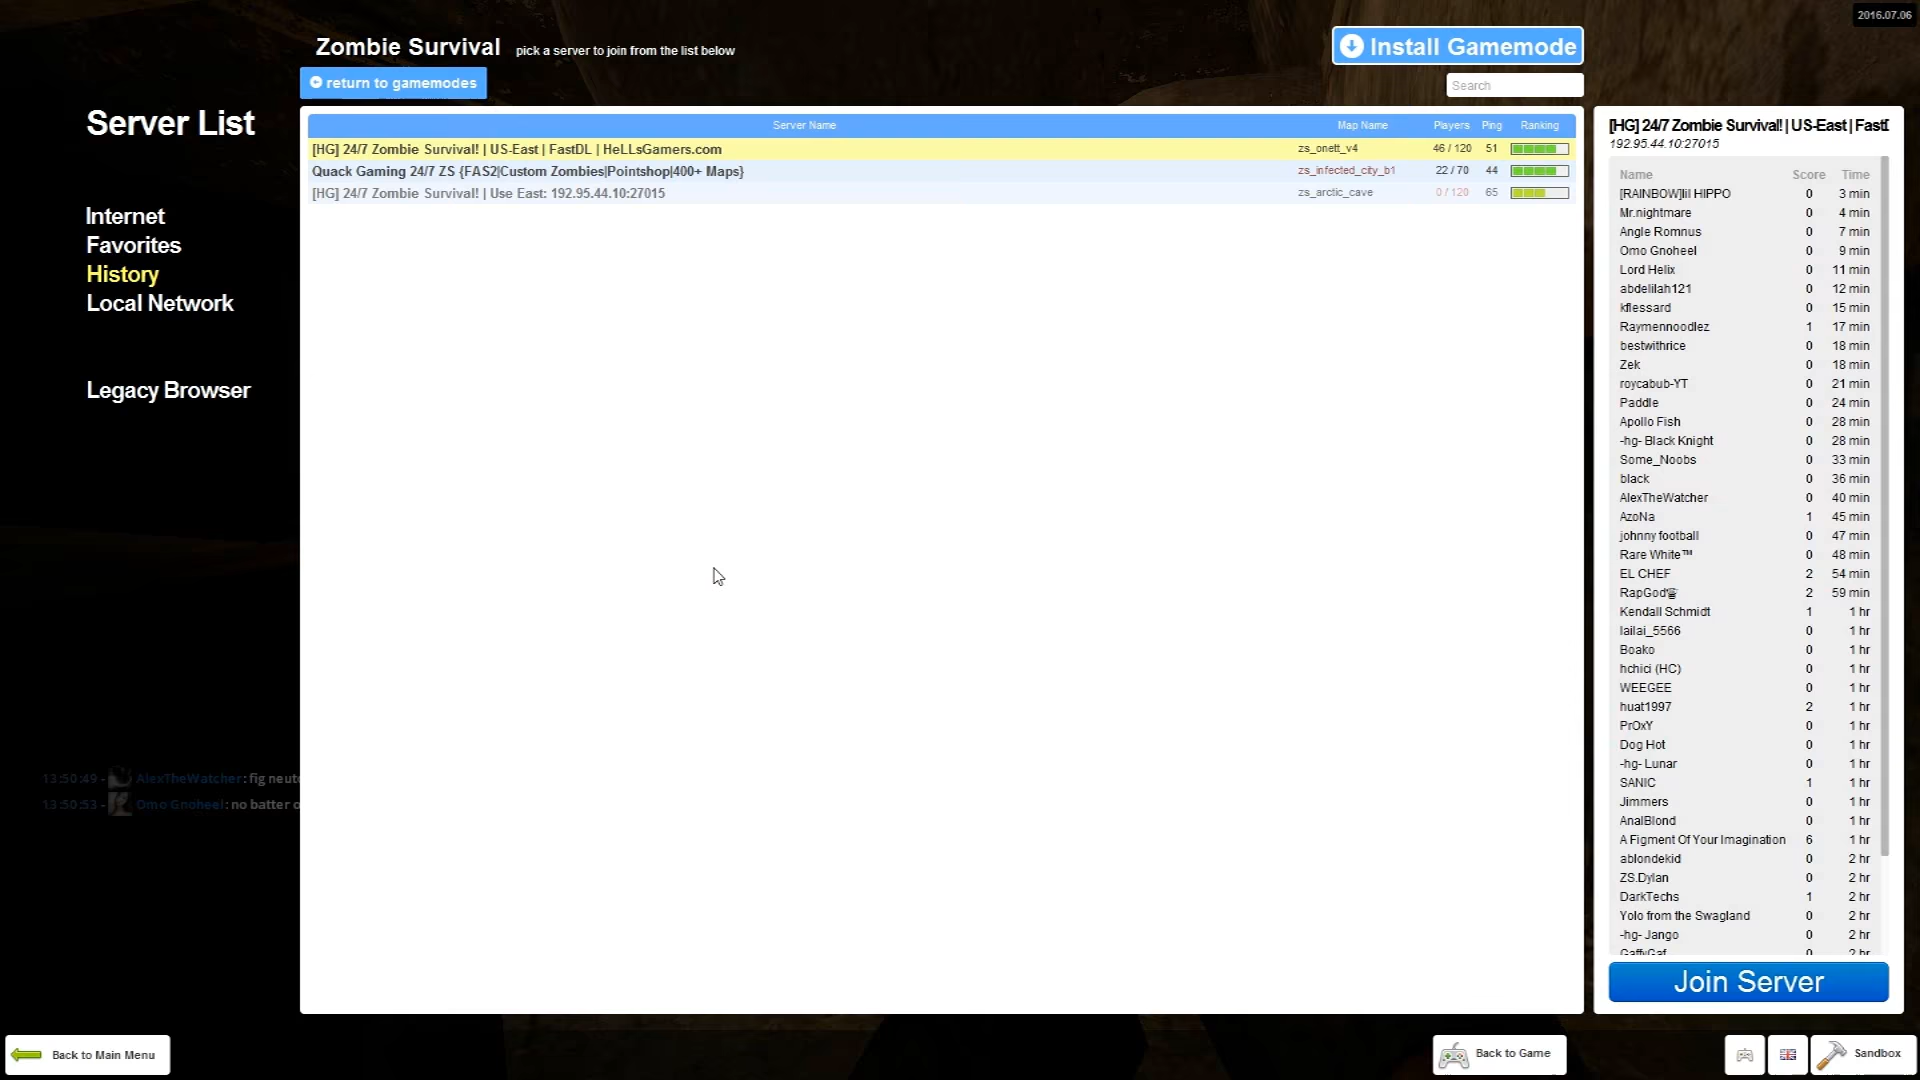 2016.07.06
Zombie Survival pick a server to join from the list below
Install Gamemode
return to gamemodes
Search
Server List
Internet
Favorites
History
Local Network
Legacy Browser
Server Name Map Name Players Ping Ranking
[HG] 24/7 Zombie Survival! | US-East | FastDL | HeLLsGamers.com zs_onett_v4 46 / 120 51
Quack Gaming 24/7 ZS {FAS2|Custom Zombies|Pointshop|400+ Maps} zs_infected_city_b1 22 / 70 44
[HG] 24/7 Zombie Survival! | Use East: 192.95.44.10:27015 zs_arctic_cave 0 / 120 65
13:50:49 - AlexTheWatcher: fig neuto
13:50:53 - Omo Gnoheel: no batter o
[HG] 24/7 Zombie Survival! | US-East | FastD
192.95.44.10:27015
Name Score Time
[RAINBOW]lil HIPPO 0 3 min
Mr.nightmare 0 4 min
Angle Romnus 0 7 min
Omo Gnoheel 0 9 min
Lord Helix 0 11 min
abdelilah121 0 12 min
kflessard 0 15 min
Raymennoodlez 1 17 min
bestwithrice 0 18 min
Zek 0 18 min
roycabub-YT 0 21 min
Paddle 0 24 min
Apollo Fish 0 28 min
-hg- Black Knight 0 28 min
Some_Noobs 0 33 min
black 0 36 min
AlexTheWatcher 0 40 min
AzoNa 1 45 min
johnny football 0 47 min
Rare White™ 0 48 min
EL CHEF 2 54 min
RapGod♛ 2 59 min
Kendall Schmidt 1 1 hr
lailai_5566 0 1 hr
Boako 0 1 hr
hchici (HC) 0 1 hr
WEEGEE 0 1 hr
huat1997 2 1 hr
PrOxY 0 1 hr
Dog Hot 0 1 hr
-hg- Lunar 0 1 hr
SANIC 1 1 hr
Jimmers 0 1 hr
AnalBlond 0 1 hr
A Figment Of Your Imagination 6 1 hr
ablondekid 0 2 hr
ZS.Dylan 0 2 hr
DarkTechs 1 2 hr
Yolo from the Swagland 0 2 hr
-hg- Jango 0 2 hr
GaffyGaf 0 2 hr
Join Server
Back to Main Menu
Back to Game
Sandbox